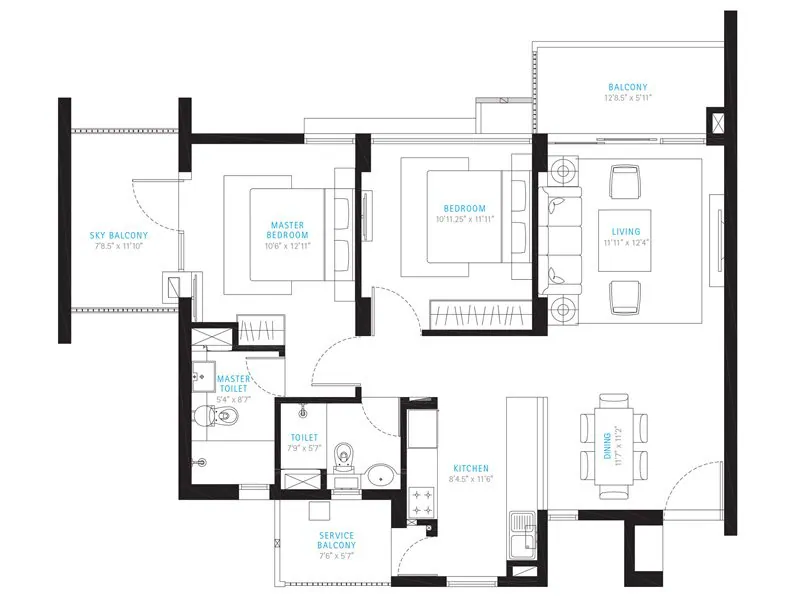 BALCONY
12'8.5" x 5'11"
SKY BALCONY
7'8.5" x 11'10"
MASTER
BEDROOM
10'6" x 12'11"
BEDROOM
10'11.25" x 11'11"
LIVING
11'11" x 12'4"
MASTER
TOILET
5'4" x 8'7"
TOILET
7'9" x 5'7"
KITCHEN
8'4.5" x 11'6"
DINING
11'7" x 11'2"
SERVICE
BALCONY
7'6" x 5'7"